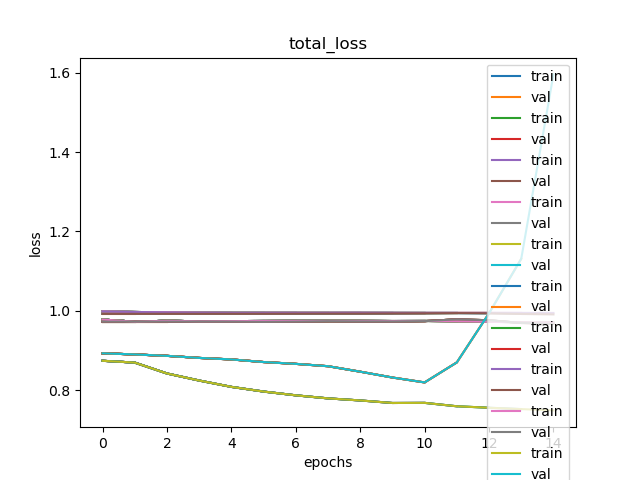 total_loss
1.6
1.4
1.2
1.0
0.8
loss
0 2 4 6 8 10 12 14
epochs
train
val
train
val
train
val
train
val
train
val
train
val
train
val
train
val
train
val
train
val